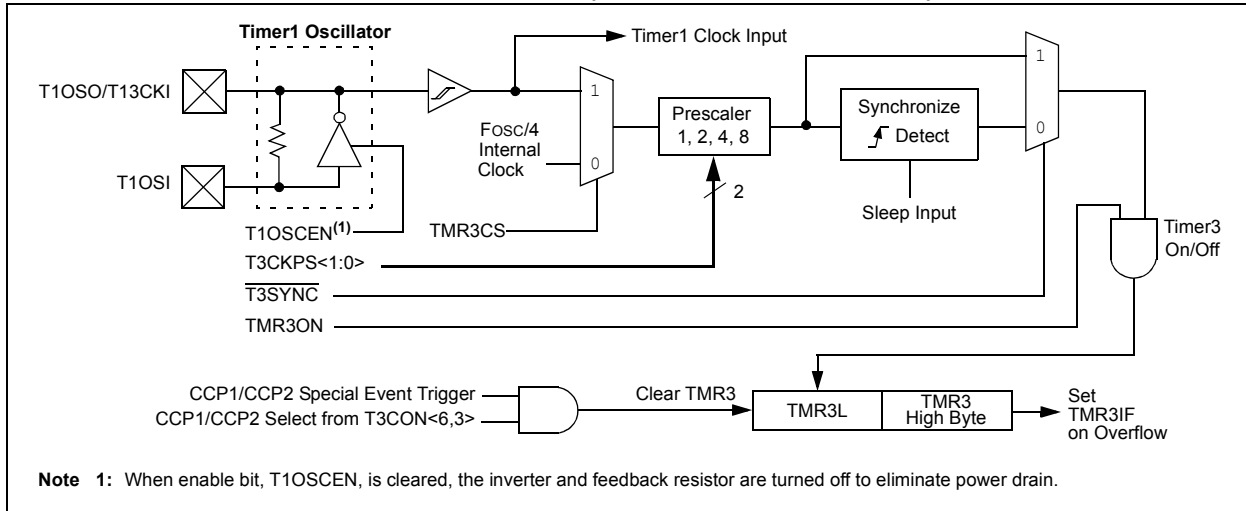 Timer1 Oscillator
Timer1 Clock Input
T1OSO/T13CKI
1
FOSC/4
Internal
Clock
0
Prescaler
1, 2, 4, 8
Synchronize
Detect
1
0
2
T1OSI
Sleep Input
T1OSCEN(1)
TMR3CS
Timer3
On/Off
T3CKPS<1:0>
T3SYNC
TMR3ON
CCP1/CCP2 Special Event Trigger
CCP1/CCP2 Select from T3CON<6,3>
Clear TMR3
TMR3L
TMR3
High Byte
Set
TMR3IF
on Overflow
Note 1: When enable bit, T1OSCEN, is cleared, the inverter and feedback resistor are turned off to eliminate power drain.